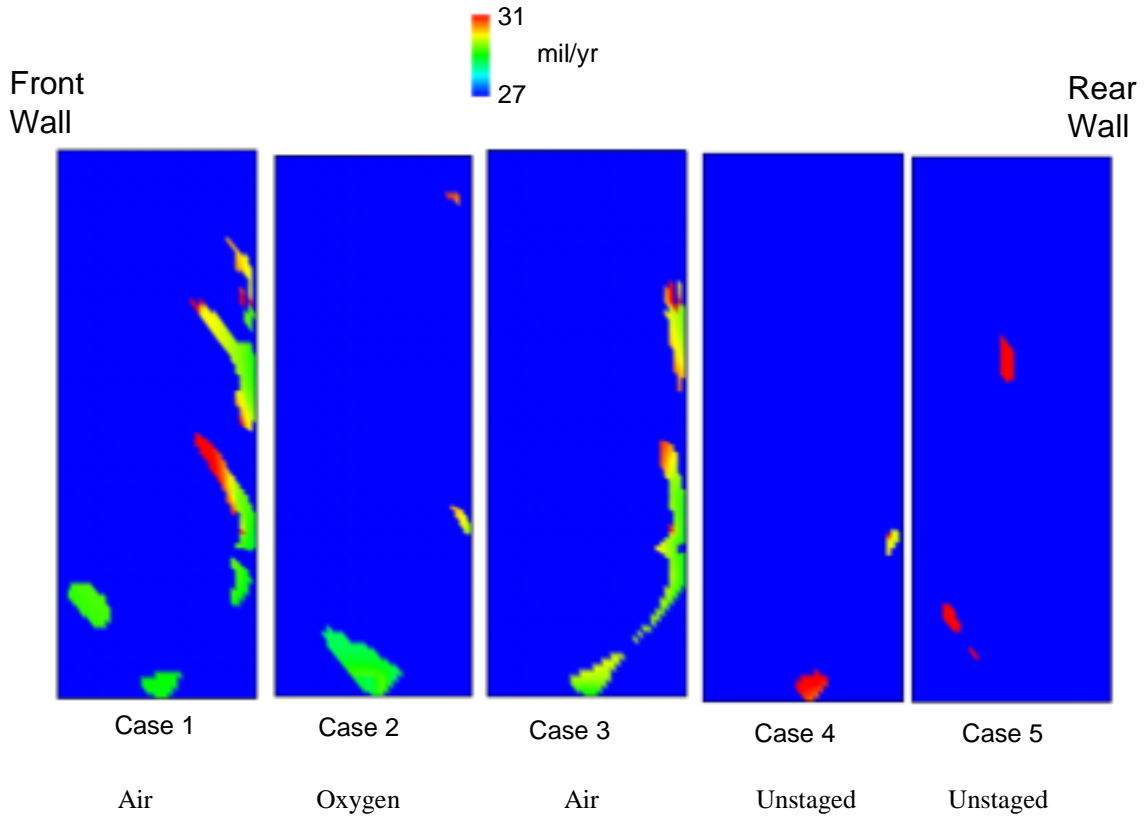 31
mil/yr
27
Front
Wall
Rear
Wall
Case 1
Case 2
Case 3
Case 4
Case 5
Air
Oxygen
Air
Unstaged
Unstaged